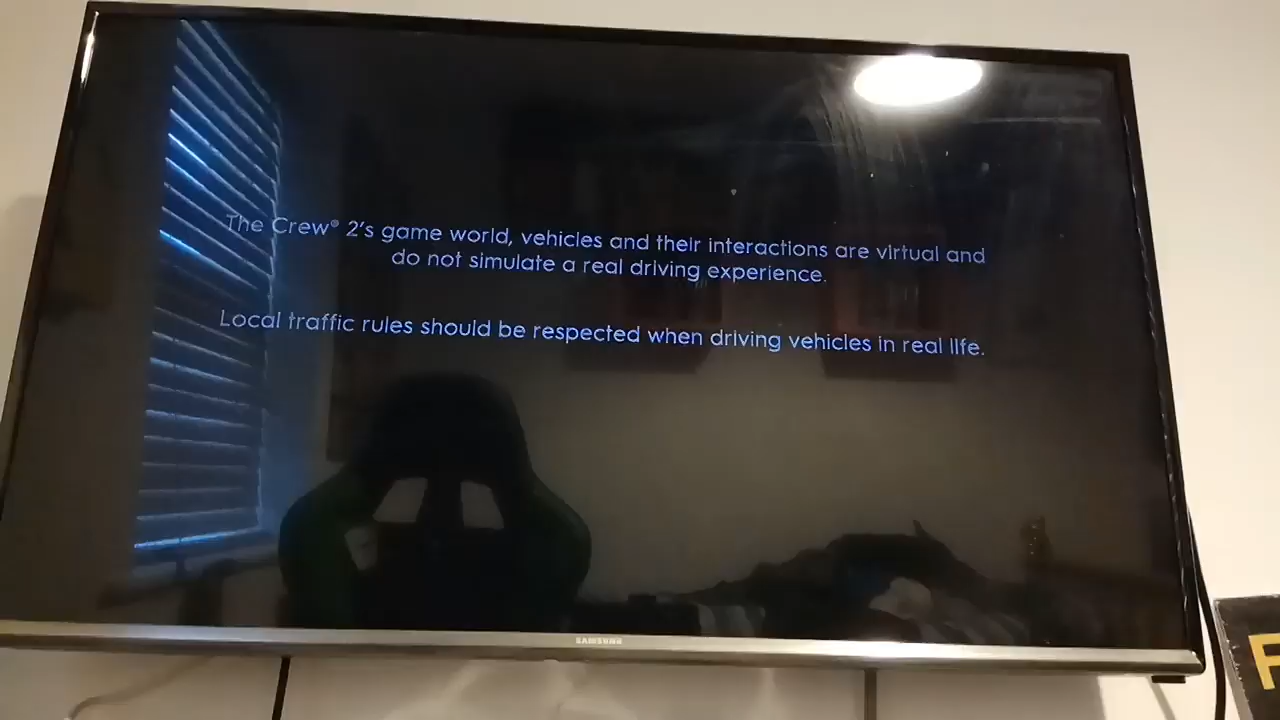 The Crew® 2's game world, vehicles and their interactions are virtual and
do not simulate a real driving experience.
Local traffic rules should be respected when driving vehicles in real life.
SAMSUNG
F